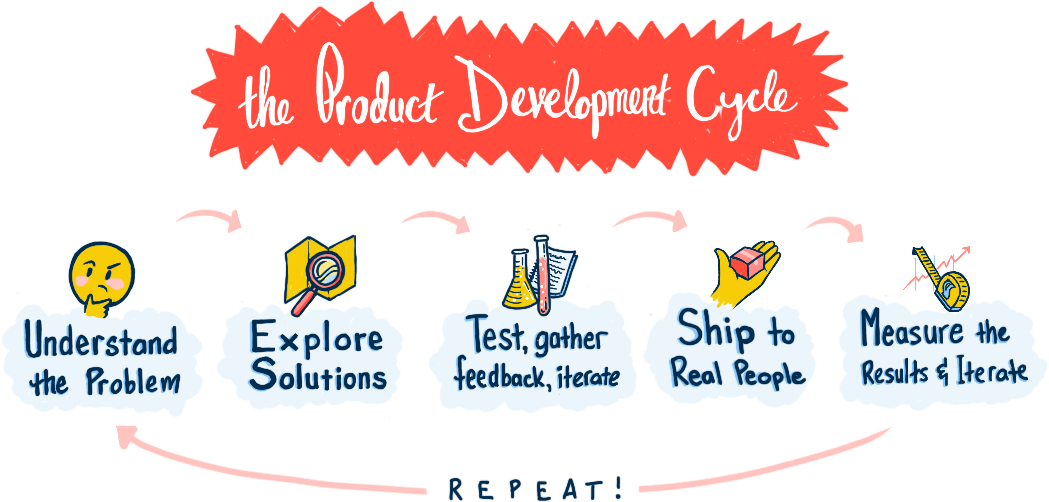 the Product Development Cycle
Understand
the Problem
Explore
Solutions
Test, gather
feedback, iterate
Ship to
Real People
Measure the
Results & Iterate
REPEAT!